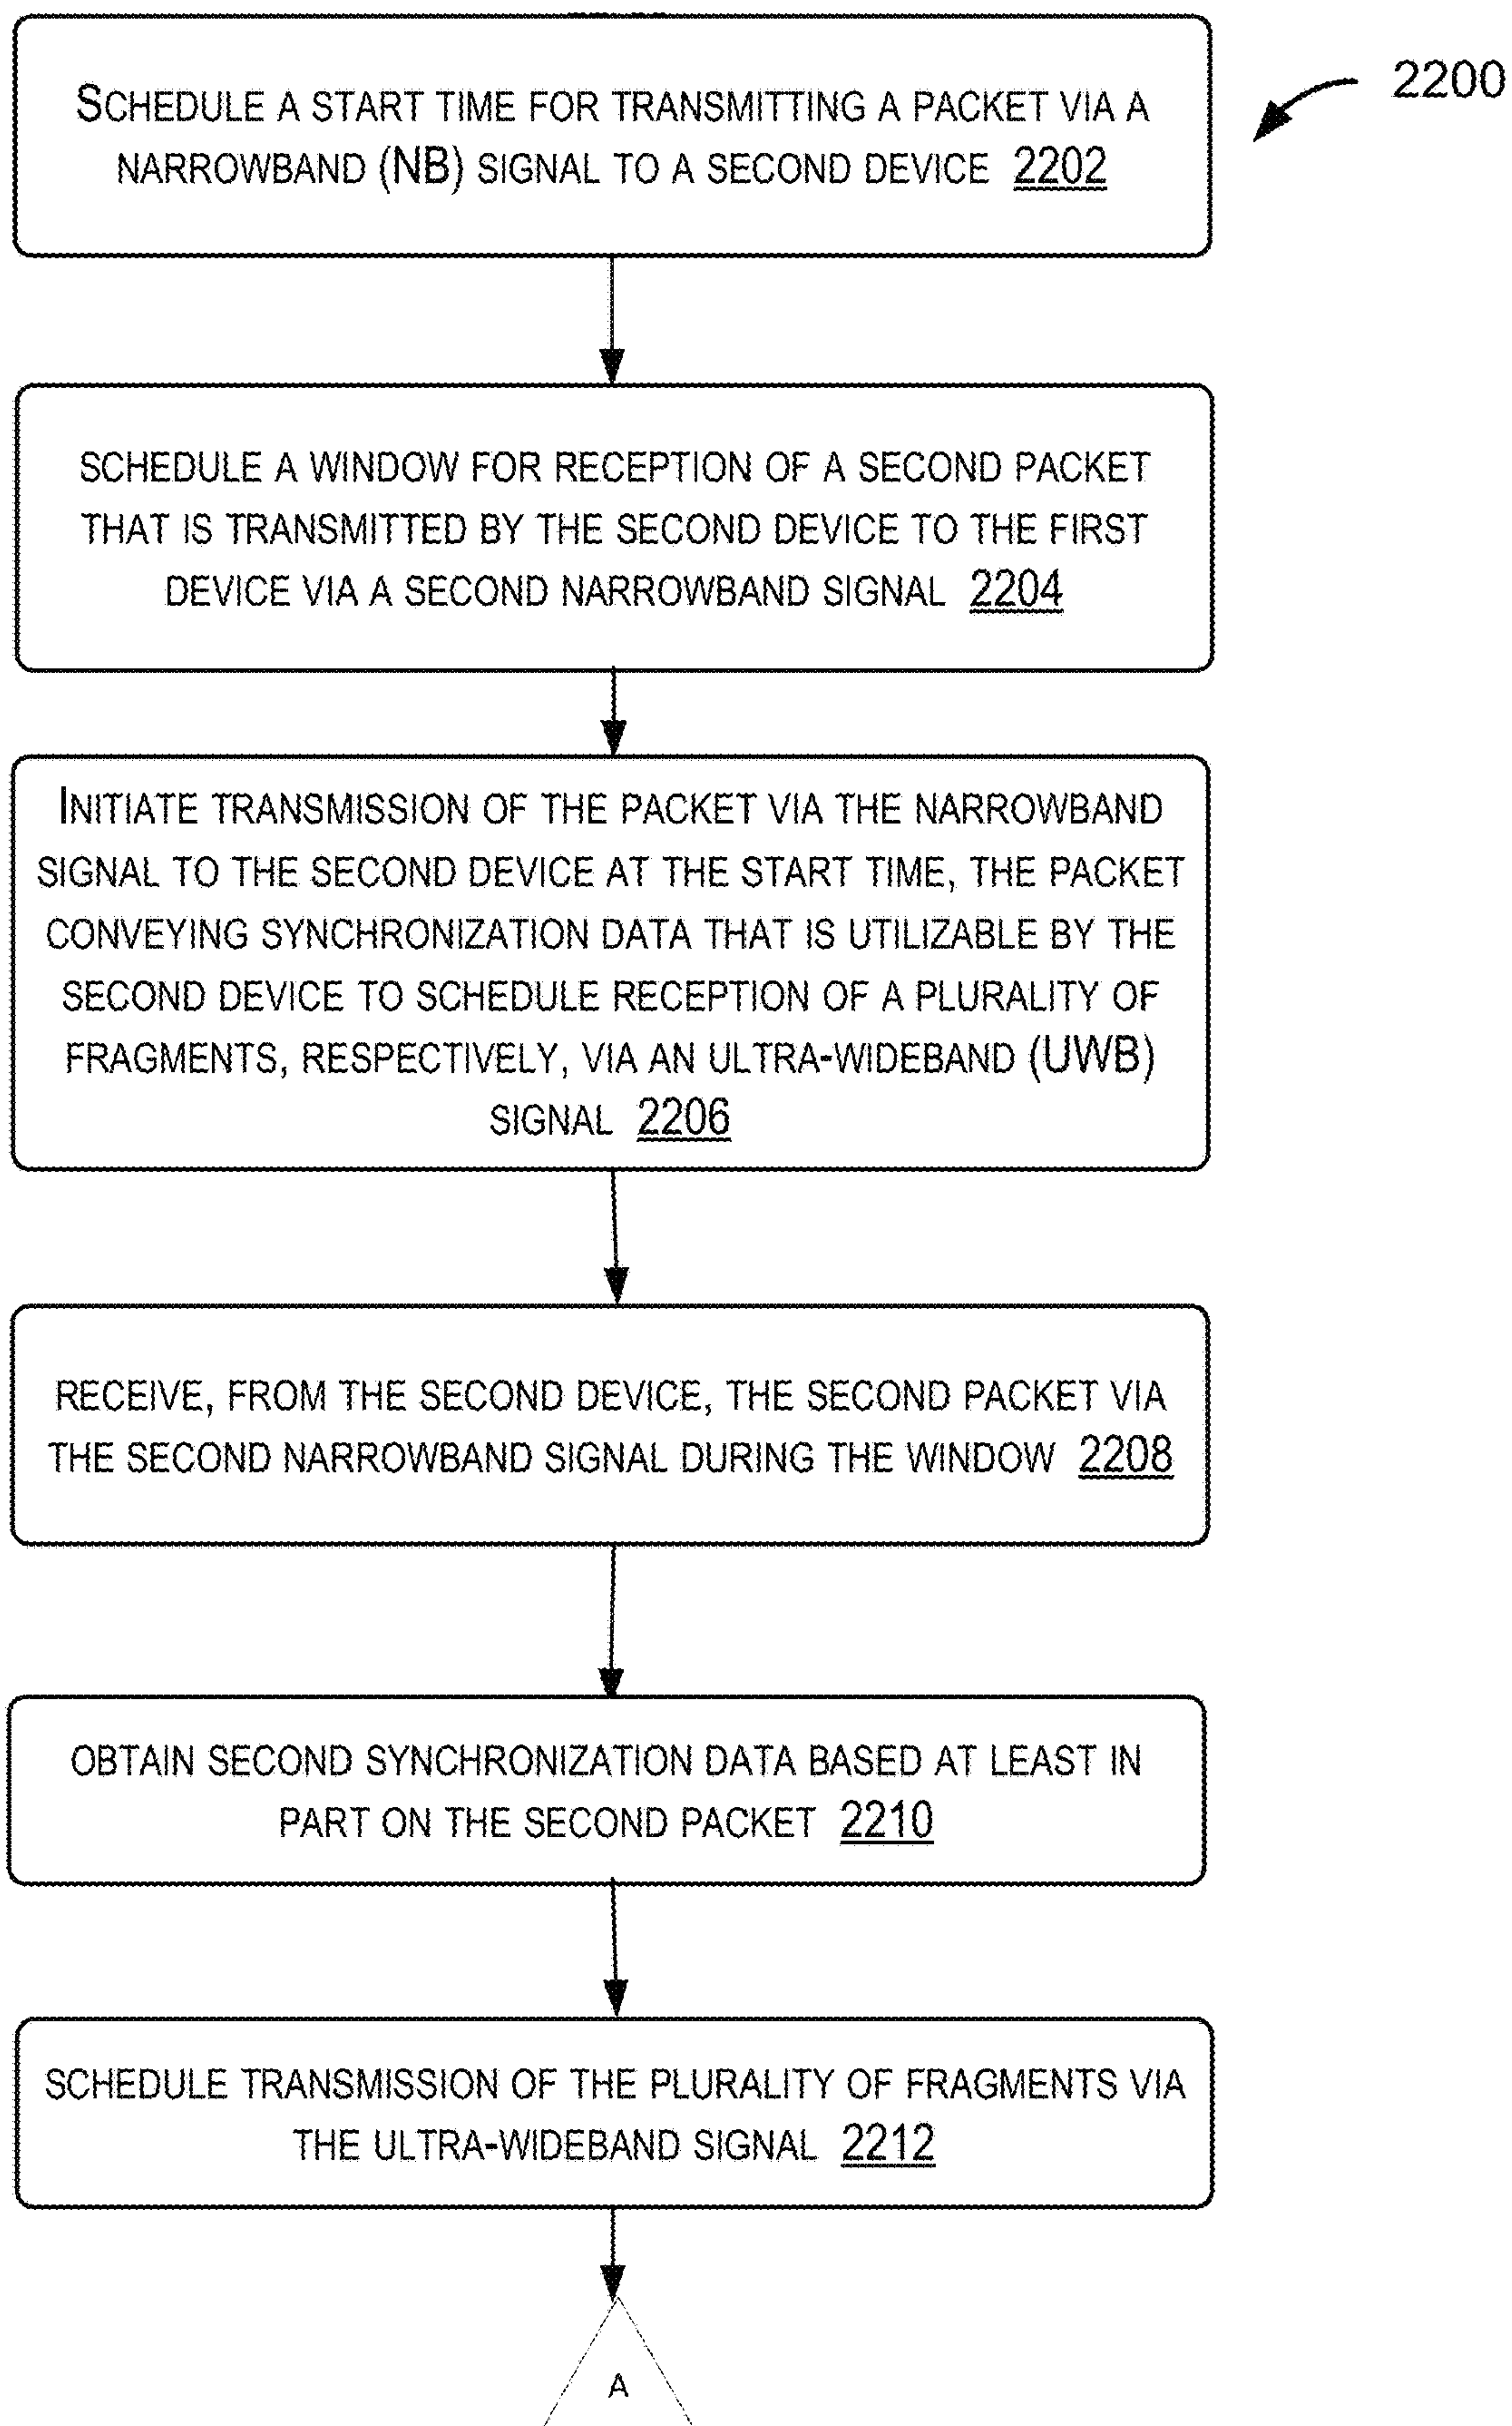 2200
SCHEDULE A START TIME FOR TRANSMITTING A PACKET VIA A
NARROWBAND (NB) SIGNAL TO A SECOND DEVICE 2202
SCHEDULE A WINDOW FOR RECEPTION OF A SECOND PACKET
THAT IS TRANSMITTED BY THE SECOND DEVICE TO THE FIRST
DEVICE VIA A SECOND NARROWBAND SIGNAL 2204
INITIATE TRANSMISSION OF THE PACKET VIA THE NARROWBAND
SIGNAL TO THE SECOND DEVICE AT THE START TIME, THE PACKET
CONVEYING SYNCHRONIZATION DATA THAT IS UTILIZABLE BY THE
SECOND DEVICE TO SCHEDULE RECEPTION OF A PLURALITY OF
FRAGMENTS, RESPECTIVELY, VIA AN ULTRA-WIDEBAND (UWB)
SIGNAL 2206
RECEIVE, FROM THE SECOND DEVICE, THE SECOND PACKET VIA
THE SECOND NARROWBAND SIGNAL DURING THE WINDOW 2208
OBTAIN SECOND SYNCHRONIZATION DATA BASED AT LEAST IN
PART ON THE SECOND PACKET 2210
SCHEDULE TRANSMISSION OF THE PLURALITY OF FRAGMENTS VIA
THE ULTRA-WIDEBAND SIGNAL 2212
A